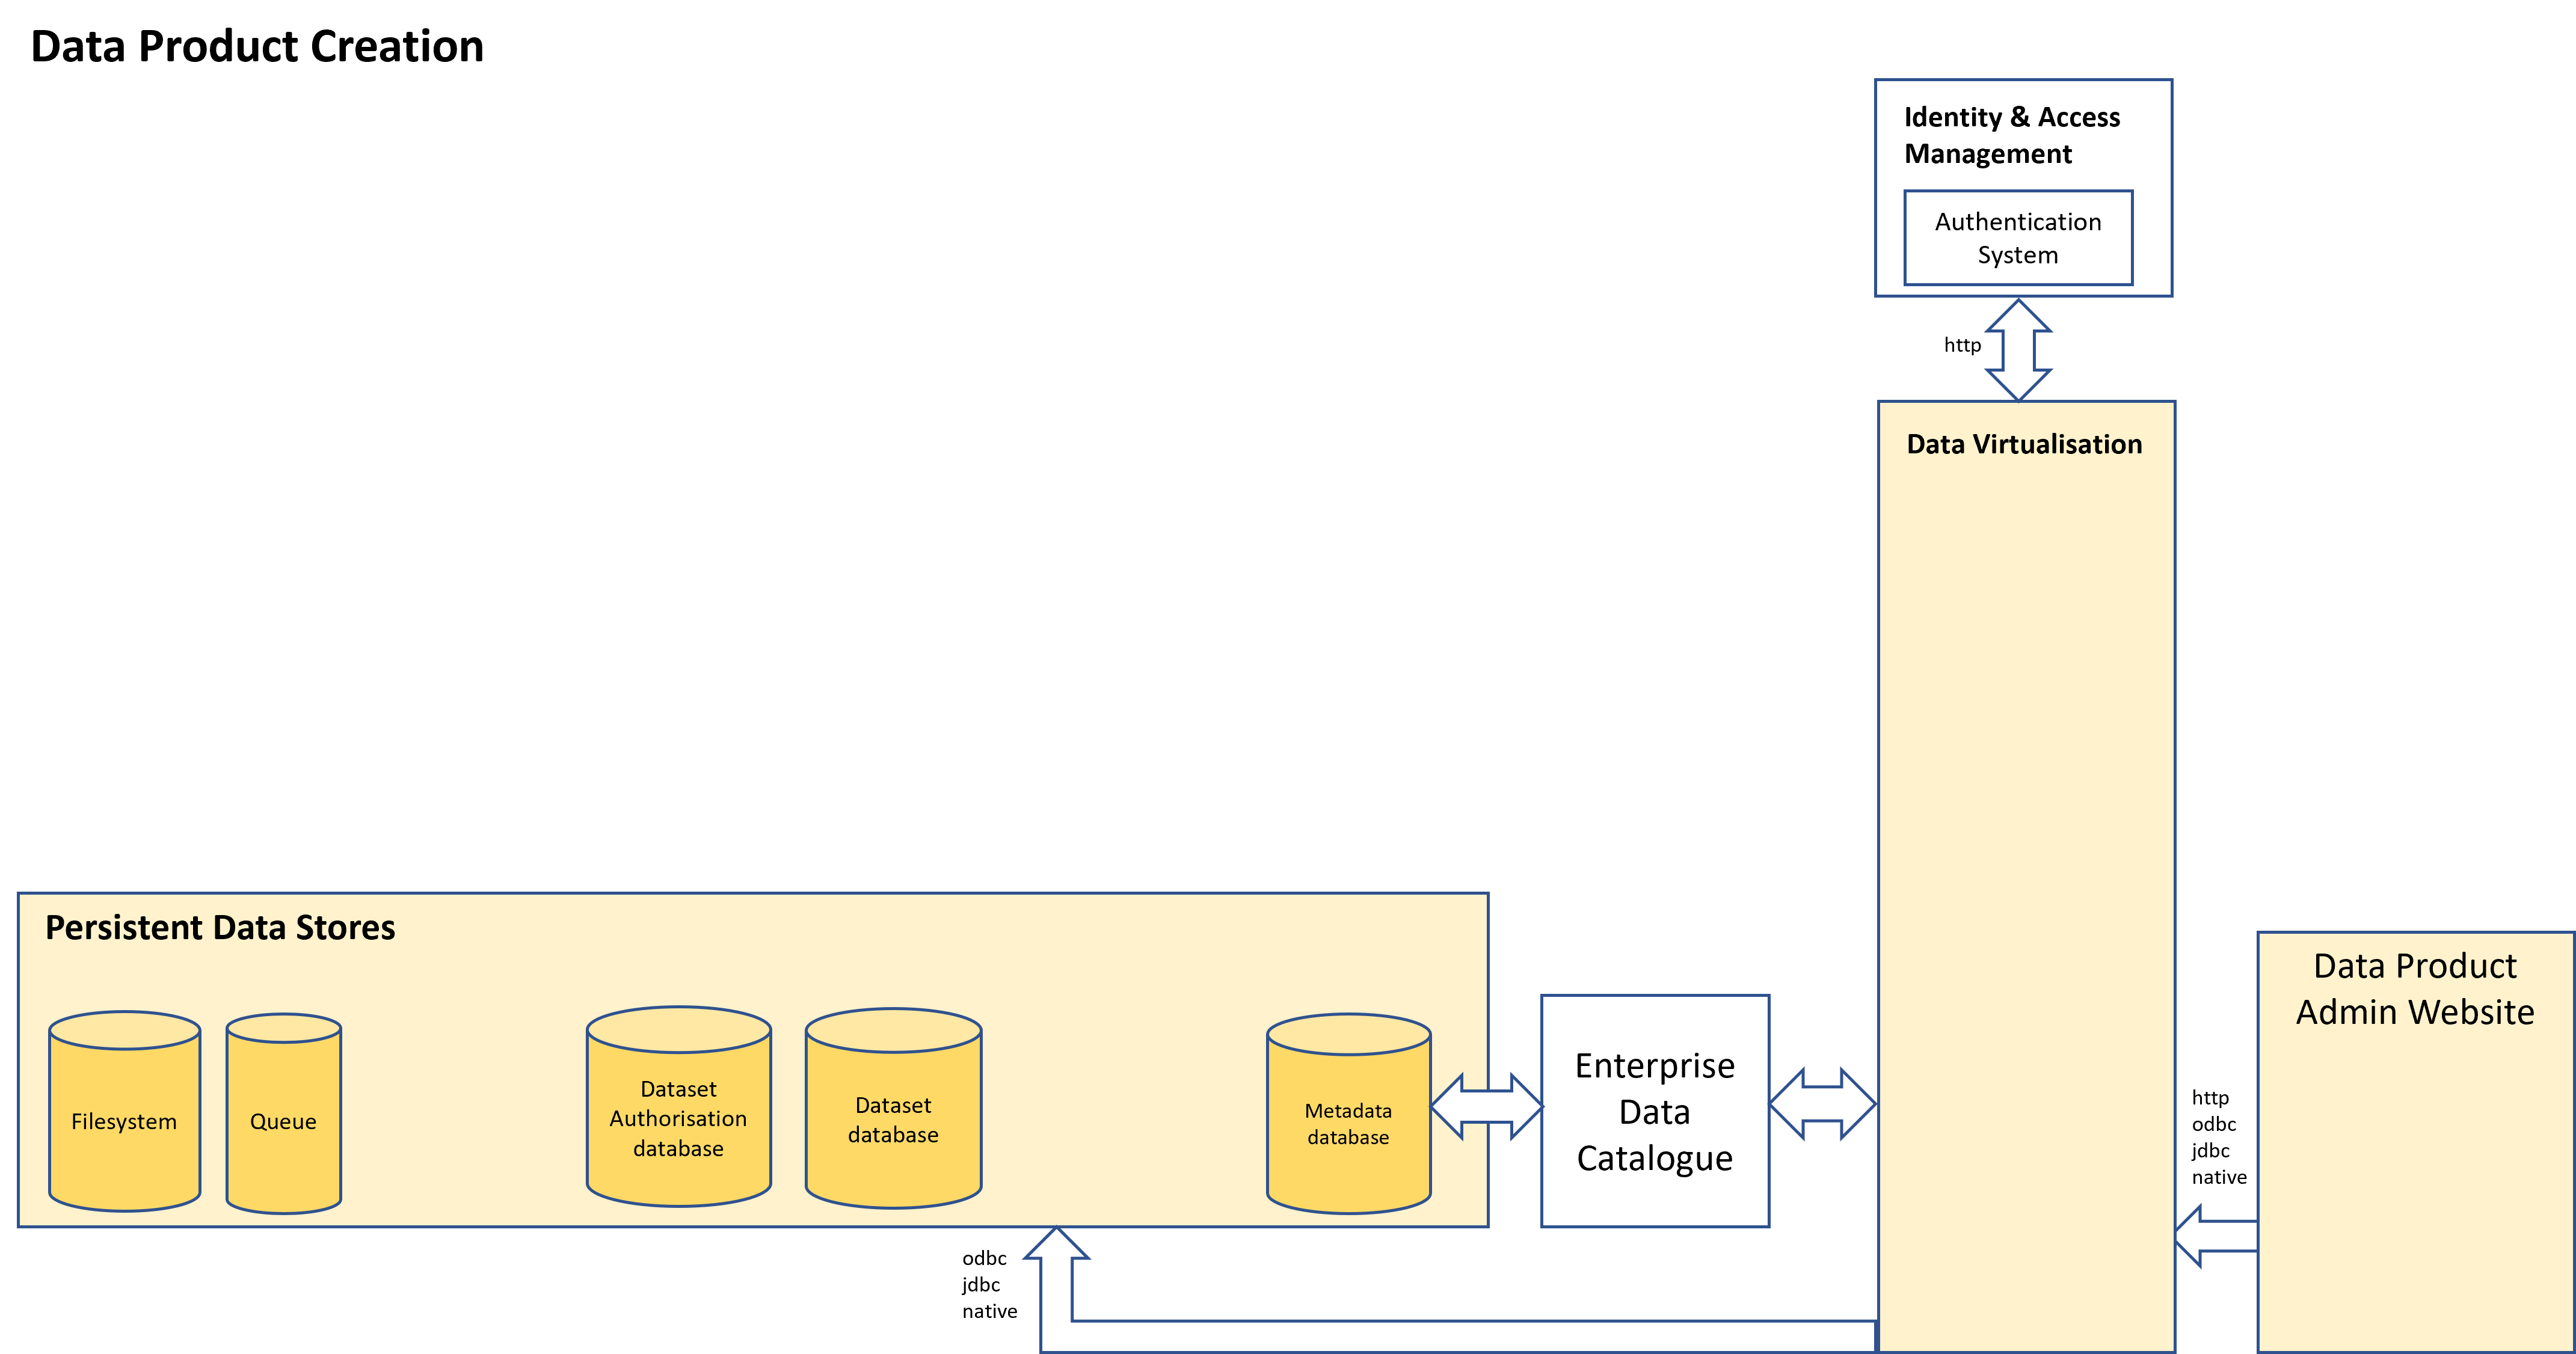 Data Product Creation
Identity & Access
Management
Authentication
System
http
Data Virtualisation
Persistent Data Stores
Filesystem
Queue
Dataset
Authorisation
database
Dataset
database
Metadata
database
Enterprise
Data
Catalogue
Data Product
Admin Website
http
odbc
jdbc
native
odbc
jdbc
native